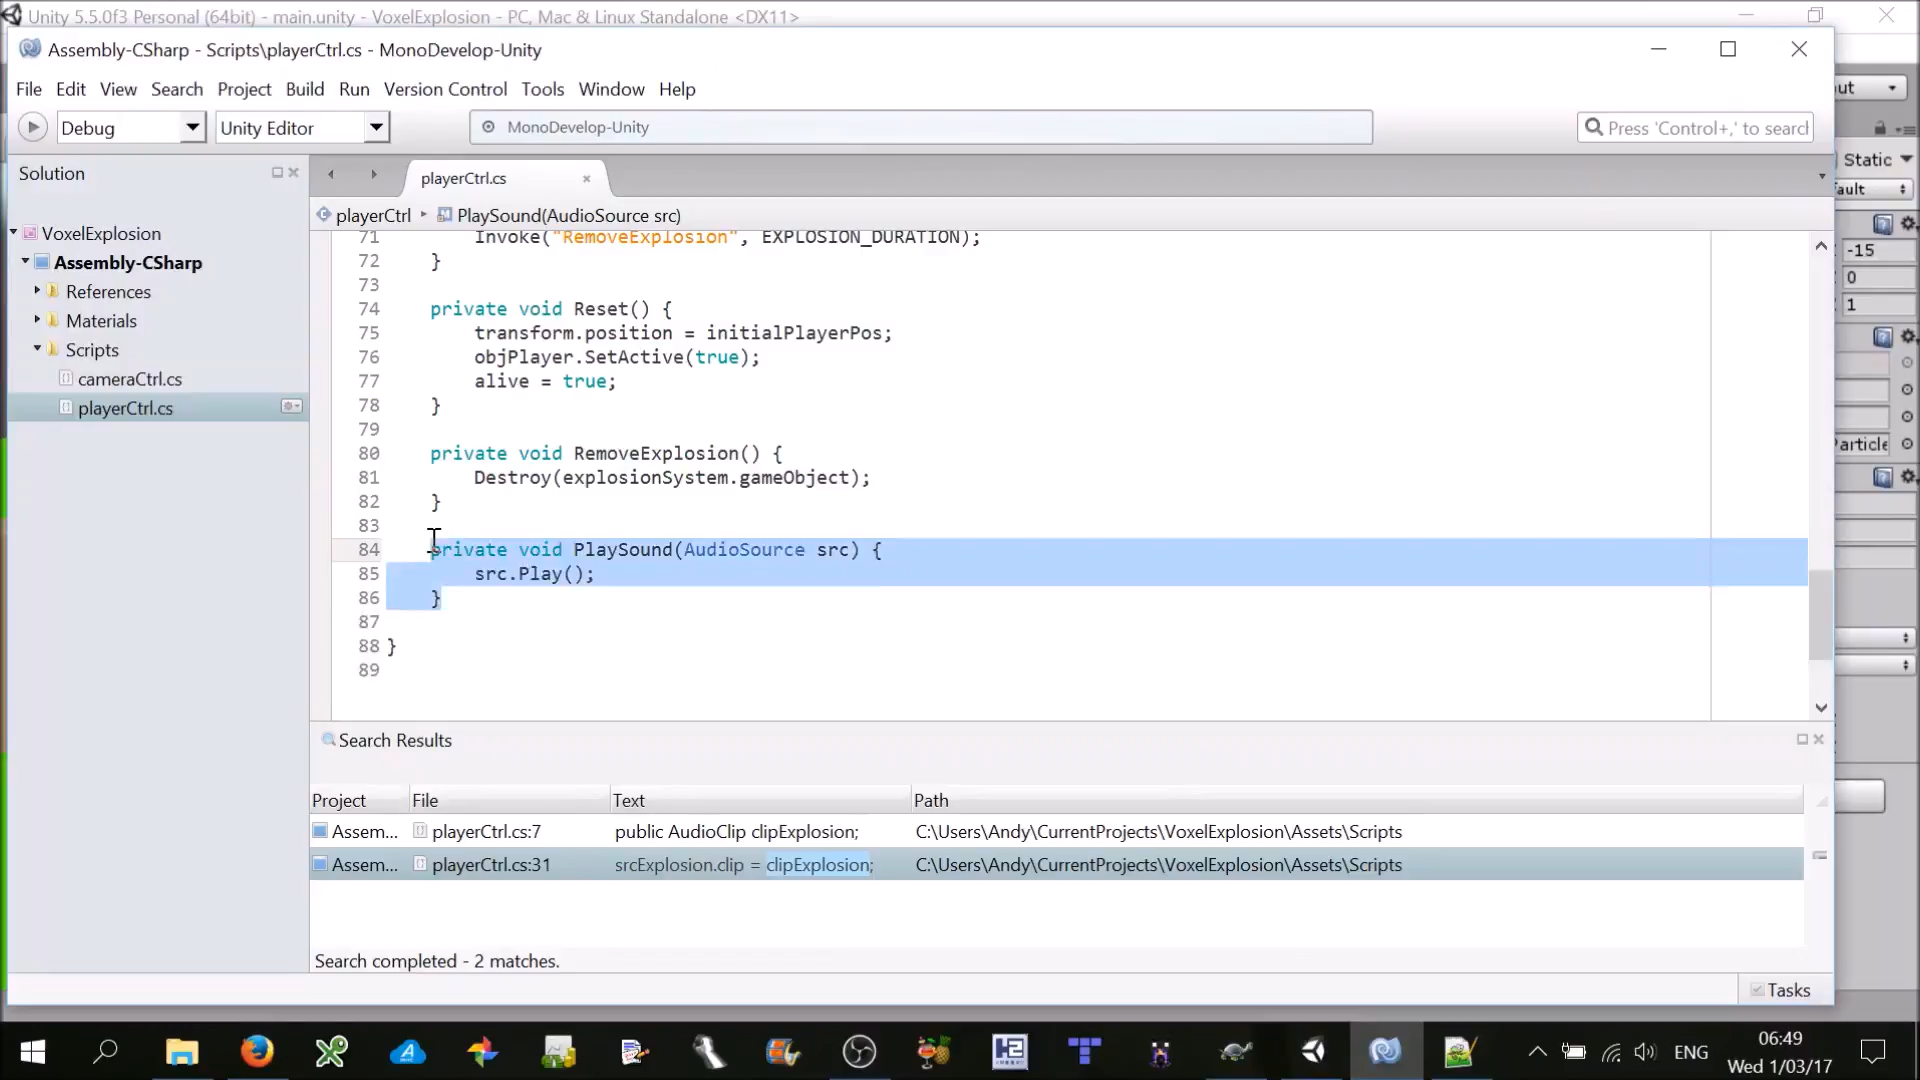 Unity 5.5.0f3 Personal (64bit) - main.unity - VoxelExplosion - PC, Mac & Linux Standalone <DX11>
Assembly-CSharp - Scripts\playerCtrl.cs - MonoDevelop-Unity
File Edit View Search Project Build Run Version Control Tools Window Help
Debug Unity Editor MonoDevelop-Unity Press 'Control+,' to search
Static
Solution
playerCtrl.cs
playerCtrl PlaySound(AudioSource src)
VoxelExplosion
Assembly-CSharp
References
Materials
Scripts
cameraCtrl.cs
playerCtrl.cs
71 Invoke("RemoveExplosion", EXPLOSION_DURATION);
72 }
73
74 private void Reset() {
75 transform.position = initialPlayerPos;
76 objPlayer.SetActive(true);
77 alive = true;
78 }
79
80 private void RemoveExplosion() {
81 Destroy(explosionSystem.gameObject);
82 }
83
84 private void PlaySound(AudioSource src) {
85 src.Play();
86 }
87
88 }
89
-15
0
1
Particle
Search Results
Project File Text Path
Assem... playerCtrl.cs:7 public AudioClip clipExplosion; C:\Users\Andy\CurrentProjects\VoxelExplosion\Assets\Scripts
Assem... playerCtrl.cs:31 srcExplosion.clip = clipExplosion; C:\Users\Andy\CurrentProjects\VoxelExplosion\Assets\Scripts
Search completed - 2 matches.
Tasks
ENG
06:49
Wed 1/03/17